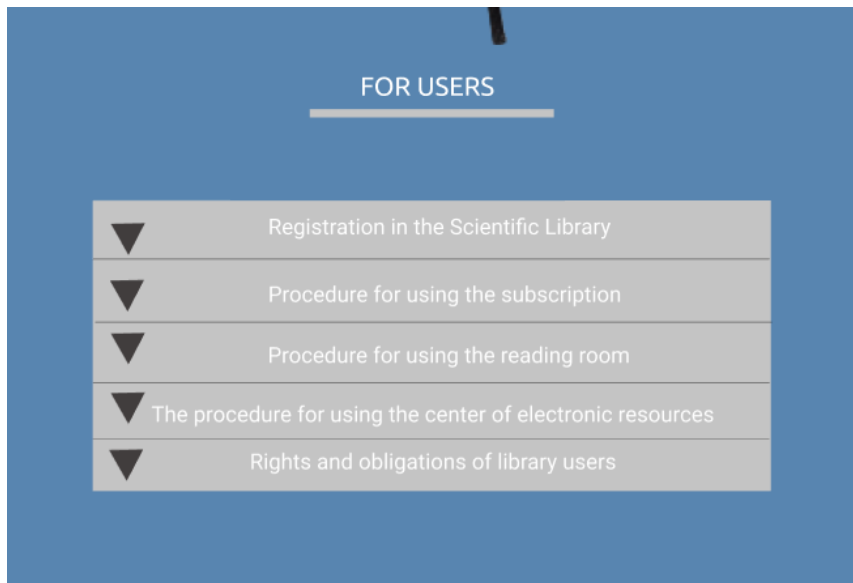 FOR USERS
Registration in the Scientific Library
Procedure for using the subscription
Procedure for using the reading room
The procedure for using the center of electronic resources
Rights and obligations of library users